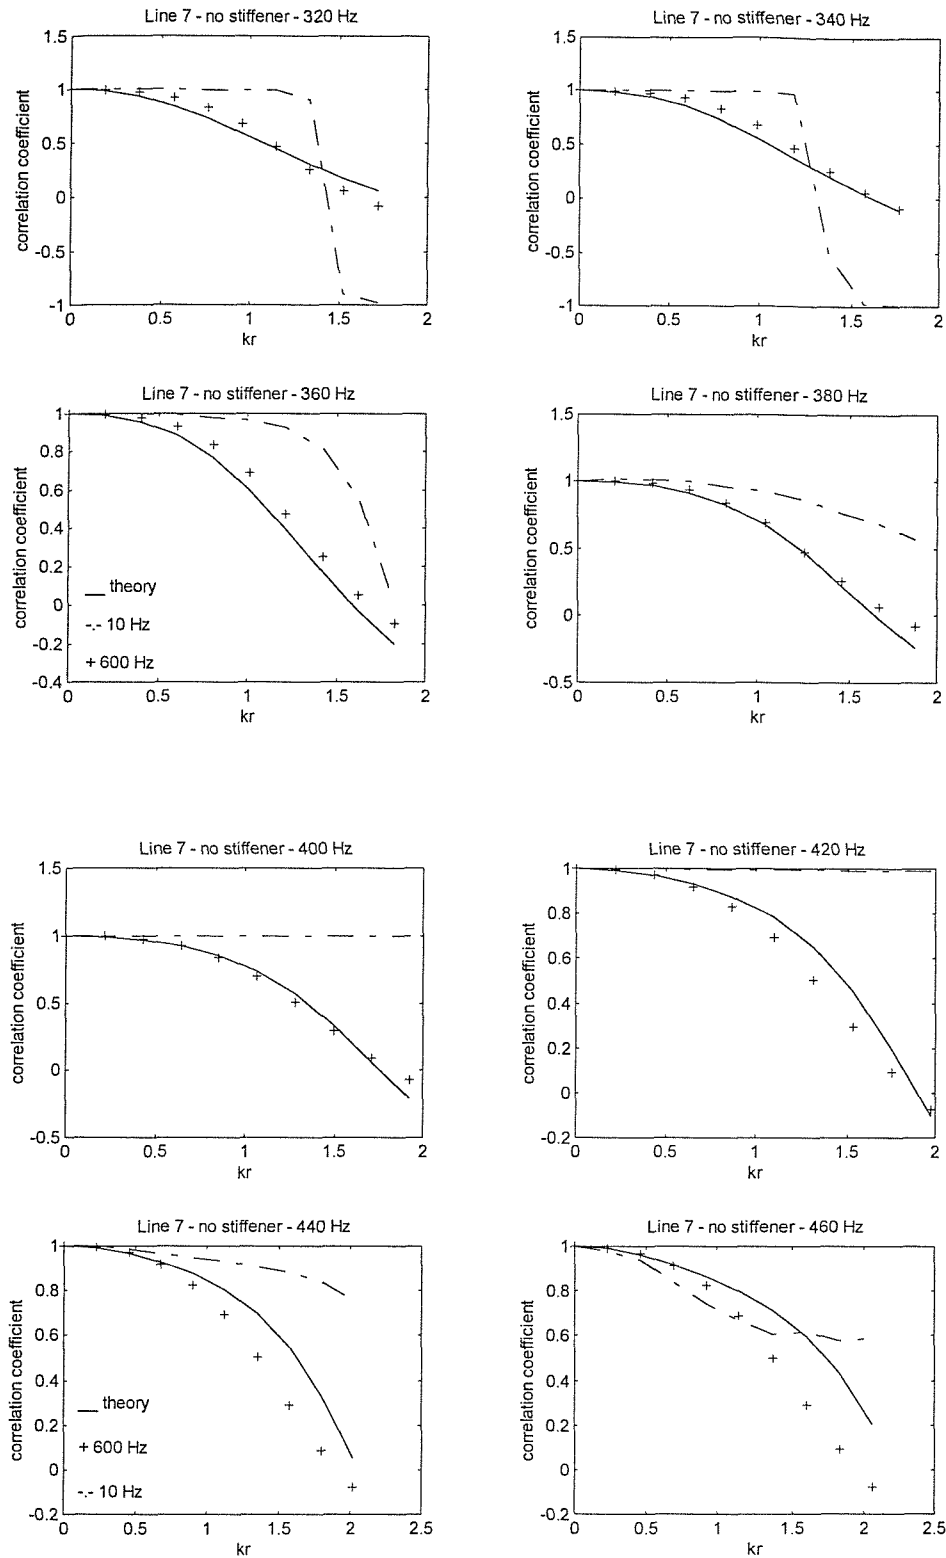 Line 7 - no stiffener - 320 Hz
1.5
1
0.5
0
-0.5
-1
correlation coefficient
0 0.5 1 1.5 2
kr
Line 7 - no stiffener - 340 Hz
1.5
1
0.5
0
-0.5
-1
correlation coefficient
0 0.5 1 1.5 2
kr
Line 7 - no stiffener - 360 Hz
1
0.8
0.6
0.4
0.2
0
-0.2
-0.4
correlation coefficient
theory
-.- 10 Hz
+ 600 Hz
0 0.5 1 1.5 2
kr
Line 7 - no stiffener - 380 Hz
1.5
1
0.5
0
-0.5
correlation coefficient
0 0.5 1 1.5 2
kr
Line 7 - no stiffener - 400 Hz
1.5
1
0.5
0
-0.5
correlation coefficient
0 0.5 1 1.5 2
kr
Line 7 - no stiffener - 420 Hz
1
0.8
0.6
0.4
0.2
0
-0.2
correlation coefficient
0 0.5 1 1.5 2
kr
Line 7 - no stiffener - 440 Hz
1
0.8
0.6
0.4
0.2
0
-0.2
correlation coefficient
theory
+ 600 Hz
-.- 10 Hz
0 0.5 1 1.5 2 2.5
kr
Line 7 - no stiffener - 460 Hz
1
0.8
0.6
0.4
0.2
0
-0.2
correlation coefficient
0 0.5 1 1.5 2 2.5
kr